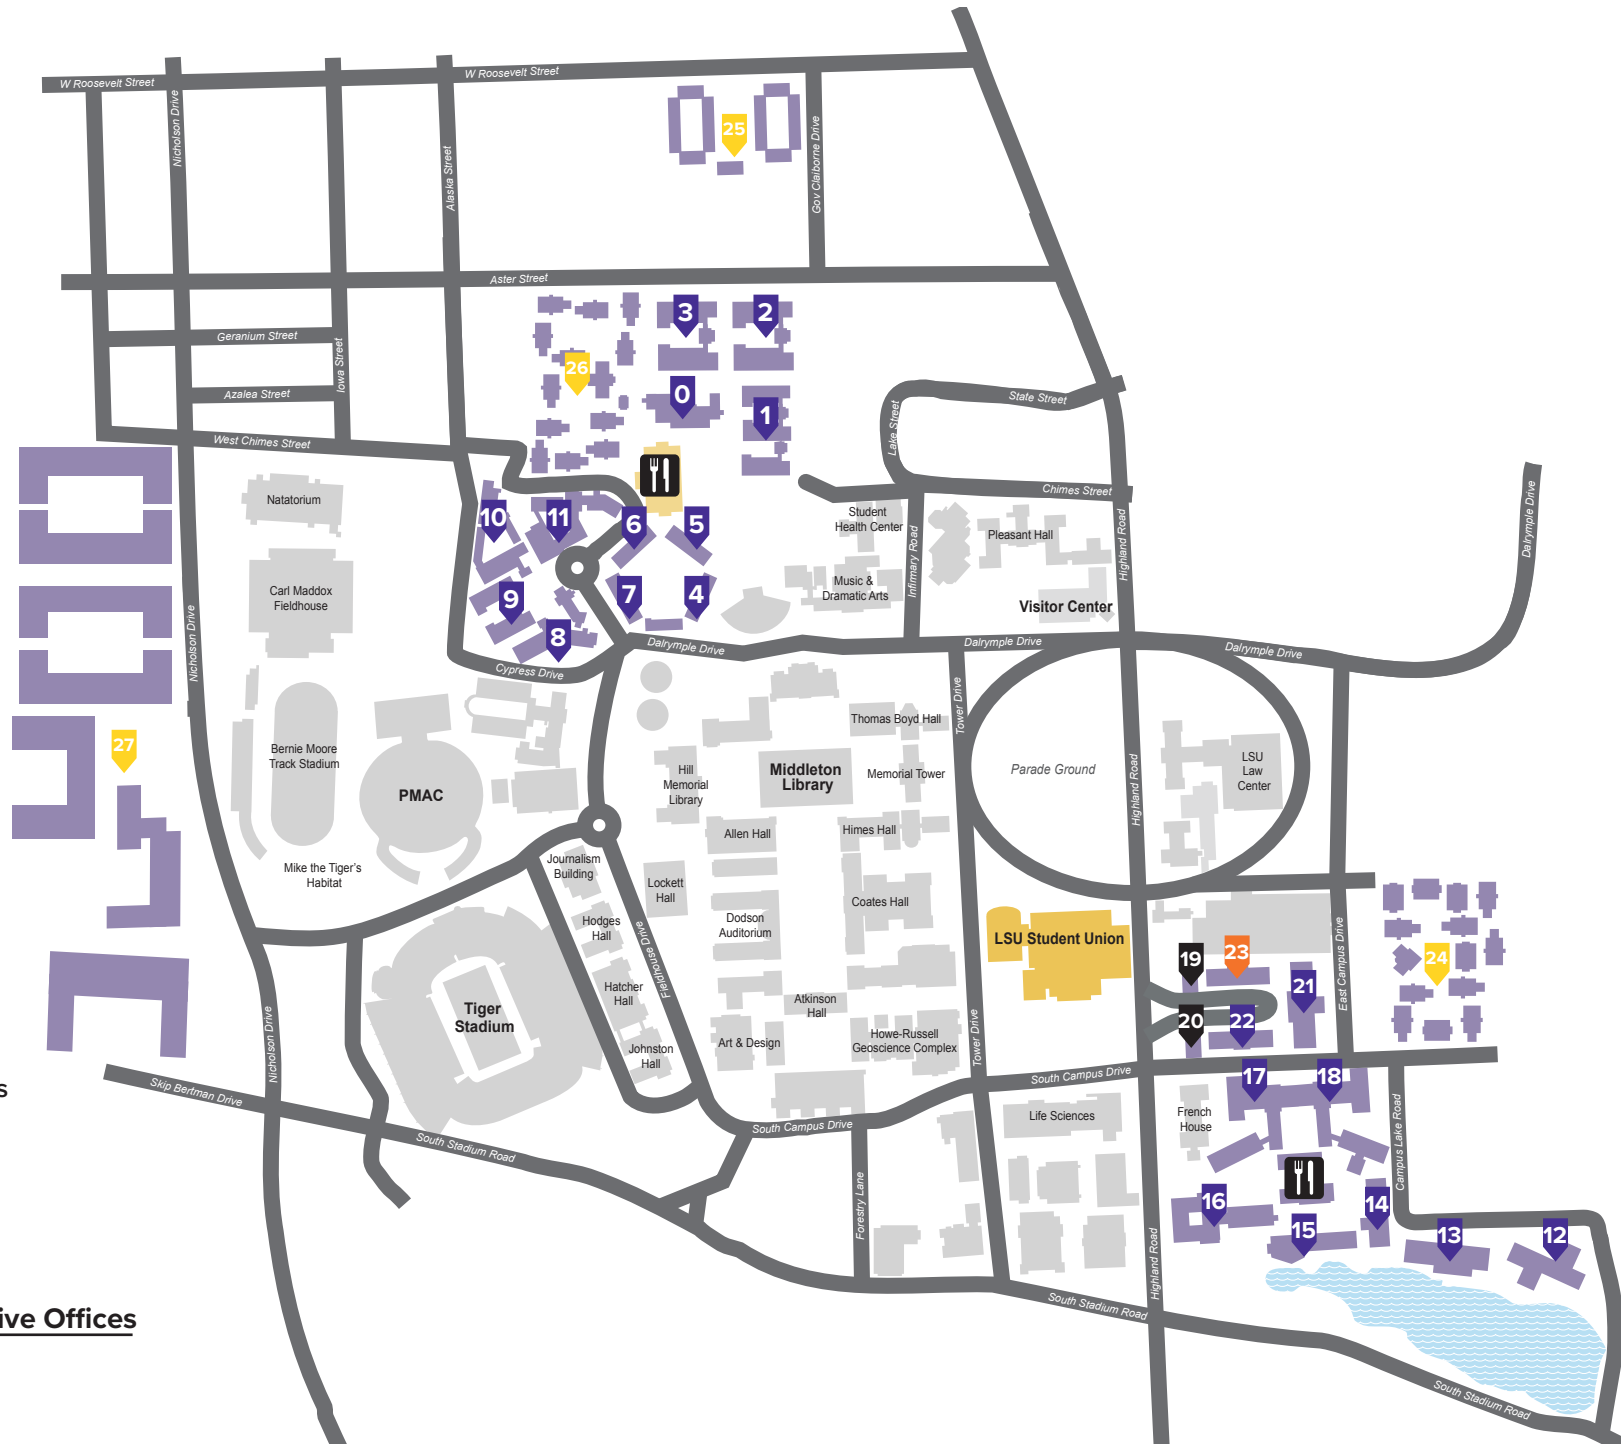 W Roosevelt Street
W Roosevelt Street
Nicholson Drive
Alaska Street
25
Gov Claiborne Drive
Aster Street
3
2
Geranium Street
Iowa Street
26
0
1
Azalea Street
State Street
Lake Street
West Chimes Street
Natatorium
10
11
6
5
Chimes Street
Student
Health Center
Pleasant Hall
Infirmary Road
Highland Road
Dalrymple Drive
Carl Maddox
Fieldhouse
9
7
4
8
Music &
Dramatic Arts
Visitor Center
Nicholson Drive
Cypress Drive
Dalrymple Drive
Dalrymple Drive
Dalrymple Drive
Tower Drive
Thomas Boyd Hall
27
Bernie Moore
Track Stadium
PMAC
Hill
Memorial
Library
Middleton
Library
Memorial Tower
Parade Ground
Highland Road
LSU
Law
Center
Allen Hall
Himes Hall
Mike the Tiger's
Habitat
Journalism
Building
Lockett
Hall
Coates Hall
Dodson
Auditorium
Hodges
Hall
Fieldhouse Drive
LSU Student Union
19
23
21
East Campus Drive
24
Hatcher
Hall
Tiger
Stadium
Atkinson
Hall
20
22
Nicholson Drive
Johnston
Hall
Art & Design
Howe-Russell
Geoscience Complex
Tower Drive
South Campus Drive
17
18
s
Skip Bertman Drive
South Stadium Road
South Campus Drive
Life Sciences
French
House
Campus Lake Road
Forestry Lane
16
14
15
13
12
Highland Road
South Stadium Road
ive Offices
South Stadium Road